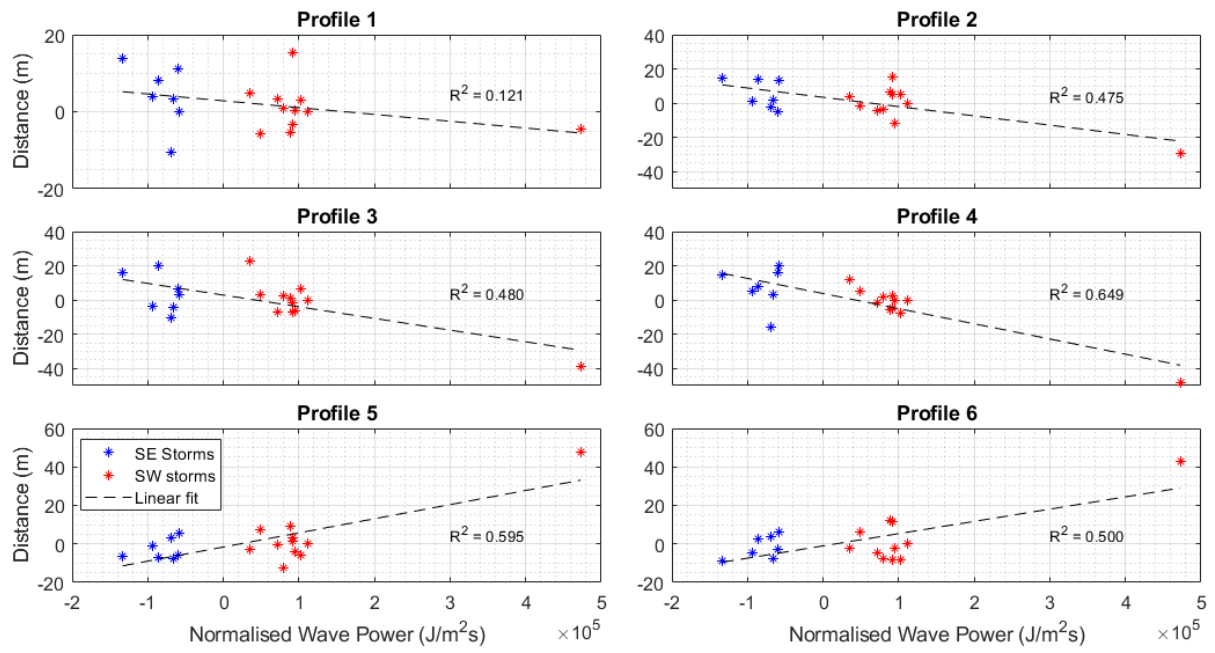 Profile 1
Profile 2
Distance (m)
20
0
-20
R² = 0.121
40
20
0
-20
-40
R² = 0.475
Profile 3
Profile 4
Distance (m)
40
20
0
-20
-40
R² = 0.480
40
20
0
-20
-40
R² = 0.649
Profile 5
Profile 6
Distance (m)
60
40
20
0
-20
SE Storms
SW storms
Linear fit
R² = 0.595
60
40
20
0
-20
R² = 0.500
-2 -1 0 1 2 3 4 5
Normalised Wave Power (J/m²s) ×10⁵
-2 -1 0 1 2 3 4 5
Normalised Wave Power (J/m²s) ×10⁵